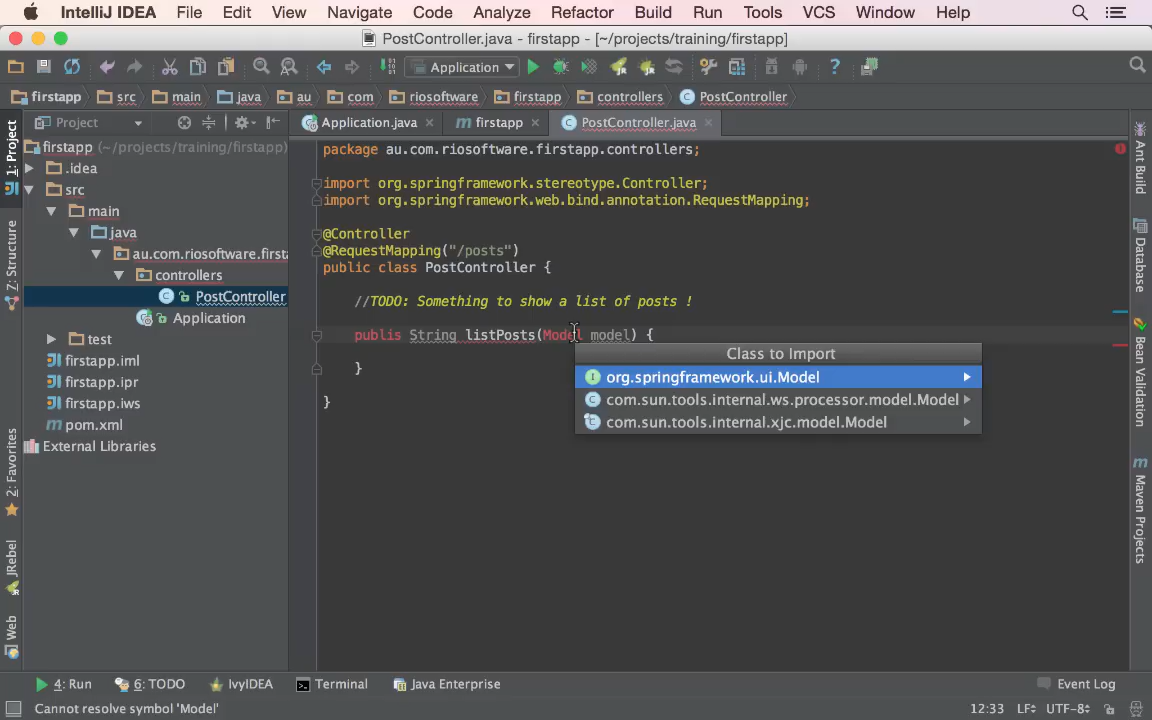 IntelliJ IDEA File Edit View Navigate Code Analyze Refactor Build Run Tools VCS Window Help
PostController.java - firstapp - [~/projects/training/firstapp]
Application
firstapp src main java au com riosoftware firstapp controllers PostController
1: Project
Z: Structure
2: Favorites
JRebel
Web
Project
Application.java firstapp PostController.java
firstapp (~/projects/training/firstapp)
.idea
src
main
java
au.com.riosoftware.firsta
controllers
PostController
Application
test
firstapp.iml
firstapp.ipr
firstapp.iws
pom.xml
External Libraries
package au.com.riosoftware.firstapp.controllers;
import org.springframework.stereotype.Controller;
import org.springframework.web.bind.annotation.RequestMapping;
@Controller
@RequestMapping("/posts")
public class PostController {
//TODO: Something to show a list of posts !
publis String listPosts(Model model) {
}
}
Class to Import
org.springframework.ui.Model
com.sun.tools.internal.ws.processor.model.Model
com.sun.tools.internal.xjc.model.Model
Ant Build
Database
Bean Validation
Maven Projects
4: Run 6: TODO IvyIDEA Terminal Java Enterprise Event Log
Cannot resolve symbol 'Model' 12:33 LF÷ UTF-8÷